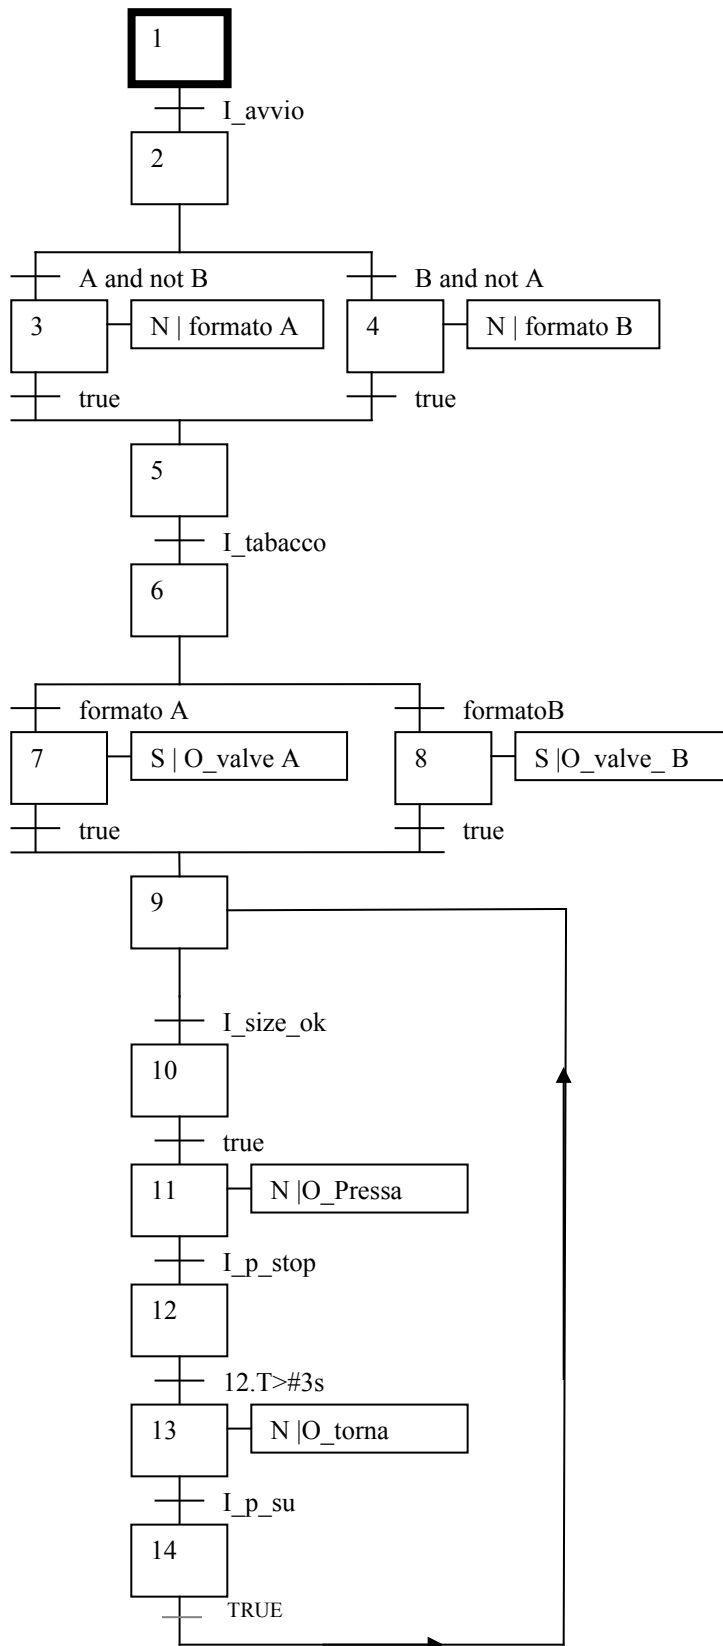 1
I_avvio
2
A and not B
B and not A
3
N | formato A
4
N | formato B
true
true
5
I_tabacco
6
formato A
formatoB
7
S | O_valve A
8
S |O_valve_ B
true
true
9
I_size_ok
10
true
11
N |O_Pressa
I_p_stop
12
12.T>#3s
13
N |O_torna
I_p_su
14
TRUE